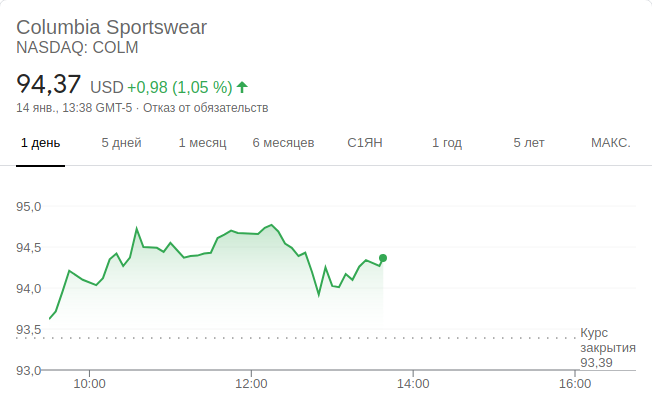 Columbia Sportswear
NASDAQ: COLM
94,37 USD +0,98 (1,05 %)
14 янв., 13:38 GMT-5 · Отказ от обязательств
1 день 5 дней 1 месяц 6 месяцев С1ЯН 1 год 5 лет МАКС.
95,0
94,5
94,0
93,5
Курс
закрытия
93,39
93,0
10:00 12:00 14:00 16:00